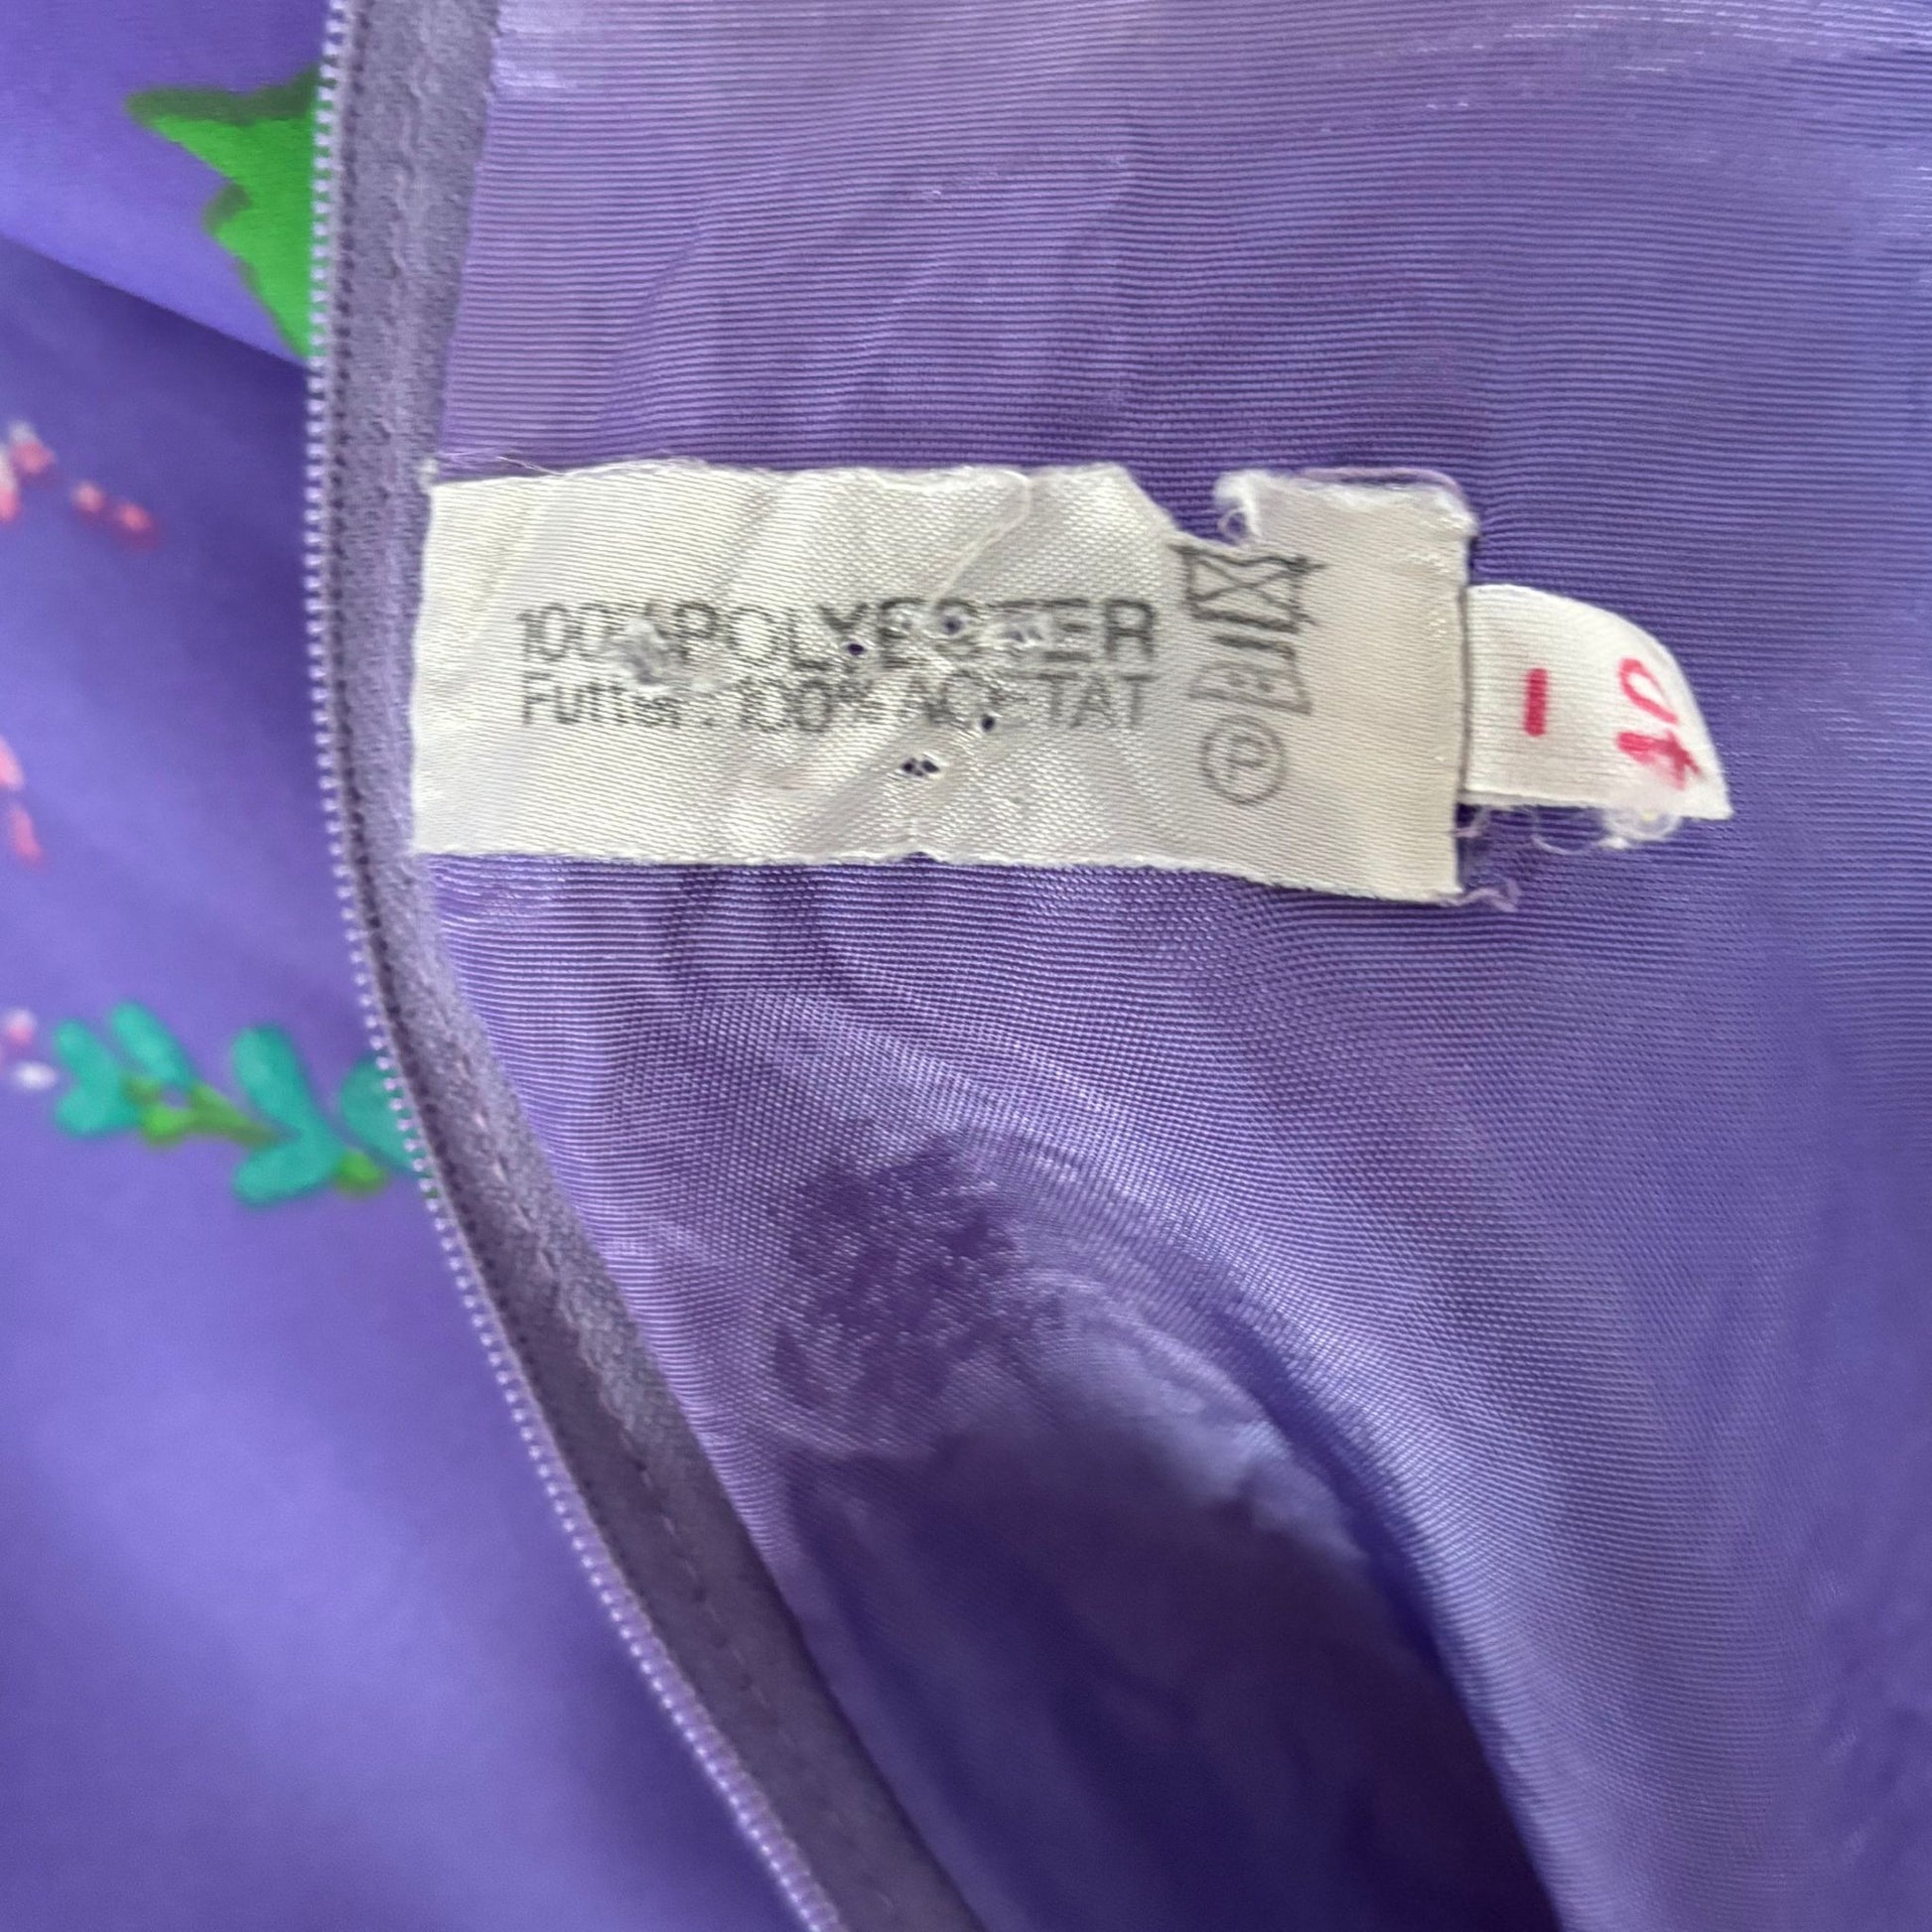 100% POLYESTER
Futter: 100% ACETAT
P